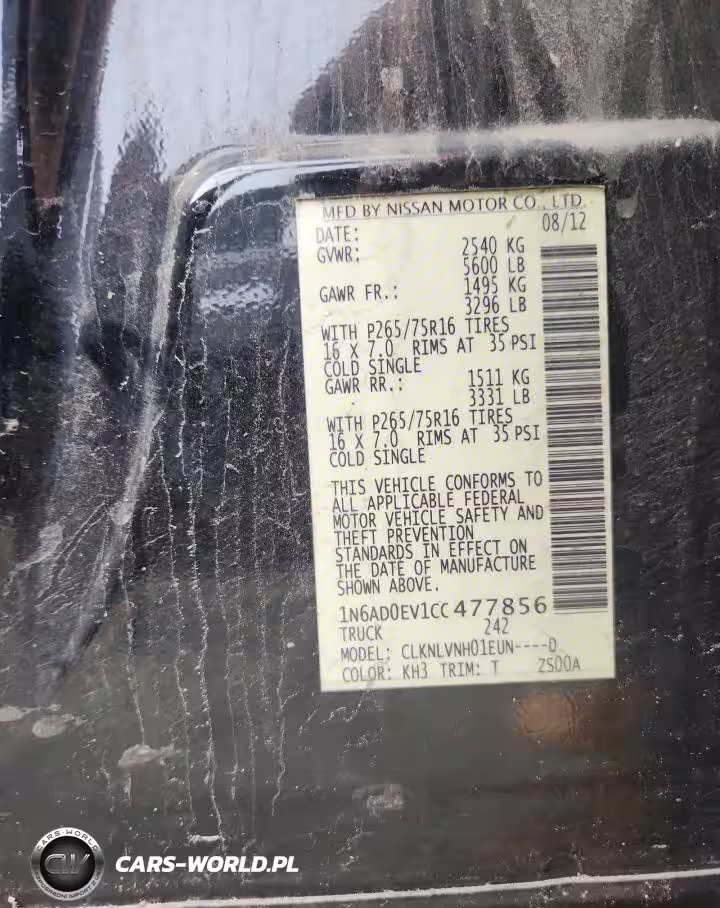 MFD BY NISSAN MOTOR CO., LTD.
DATE: 08/12
GVWR: 2540 KG
5600 LB
GAWR FR.: 1495 KG
3296 LB
WITH P265/75R16 TIRES
16 X 7.0 RIMS AT 35 PSI
COLD SINGLE
GAWR RR.: 1511 KG
3331 LB
WITH P265/75R16 TIRES
16 X 7.0 RIMS AT 35 PSI
COLD SINGLE
THIS VEHICLE CONFORMS TO
ALL APPLICABLE FEDERAL
MOTOR VEHICLE SAFETY AND
THEFT PREVENTION
STANDARDS IN EFFECT ON
THE DATE OF MANUFACTURE
SHOWN ABOVE.
1N6AD0EV1CC477856
TRUCK 242
MODEL: CLKNLVNH01EUN----D
COLOR: KH3 TRIM: T ZS00A
CARS-WORLD
CW
CARS-WORLD.PL